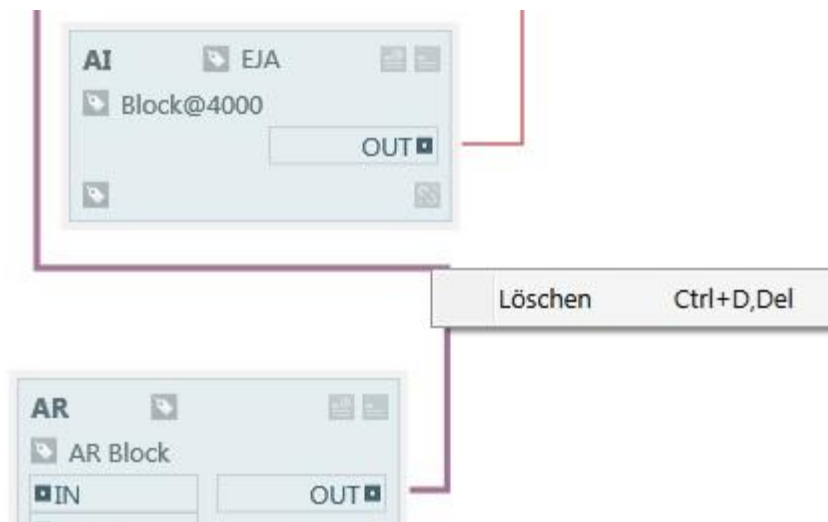 AI EJA
Block@4000
OUT
Löschen Ctrl+D,Del
AR
AR Block
IN OUT